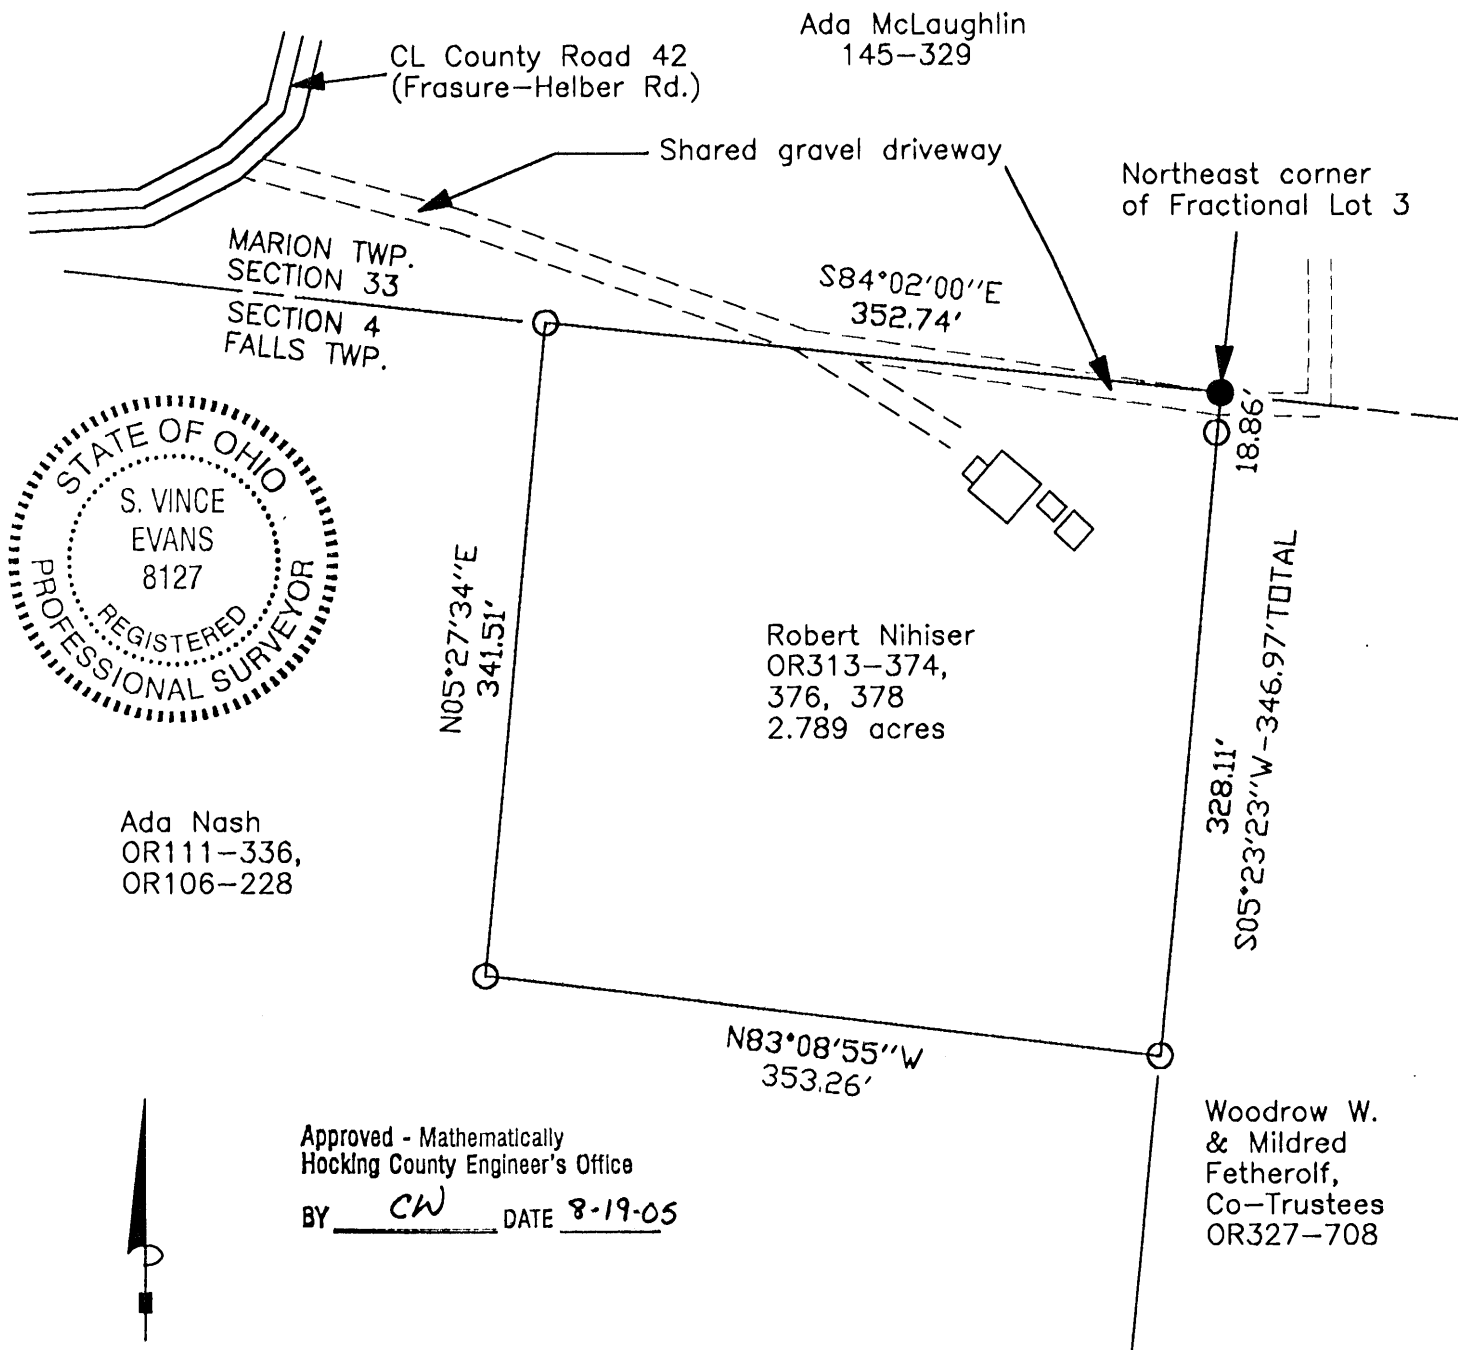 Ada McLaughlin
145-329
CL County Road 42
(Frasure-Helber Rd.)
Shared gravel driveway
Northeast corner
of Fractional Lot 3
MARION TWP.
SECTION 33
SECTION 4
FALLS TWP.
S84°02'00"E
352.74'
18.86'
STATE OF OHIO
S. VINCE
EVANS
8127
REGISTERED
PROFESSIONAL SURVEYOR
N05°27'34"E
341.51'
Robert Nihiser
OR313-374,
376, 378
2.789 acres
328.11'
S05°23'23"W-346.97'TOTAL
Ada Nash
OR111-336,
OR106-228
N83°08'55"W
353.26'
Approved - Mathematically
Hocking County Engineer's Office
BY CW DATE 8-19-05
Woodrow W.
& Mildred
Fetherolf,
Co-Trustees
OR327-708